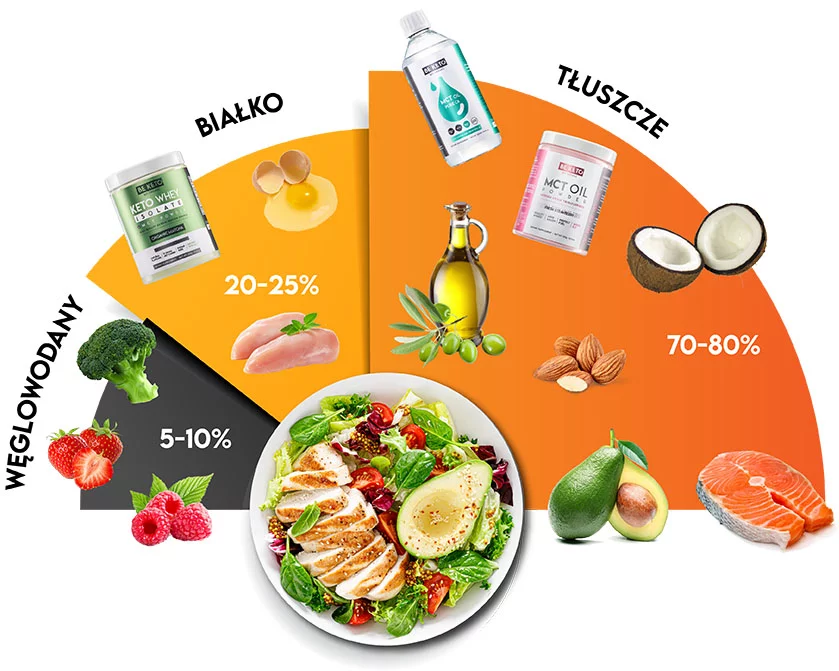 TŁUSZCZE
BIAŁKO
WĘGLOWODANY
BE KETO
MCT OIL
BE KETO
MCT OIL
POWDER
BE KETO
KETO WHEY
ISOLATE
20-25%
70-80%
5-10%